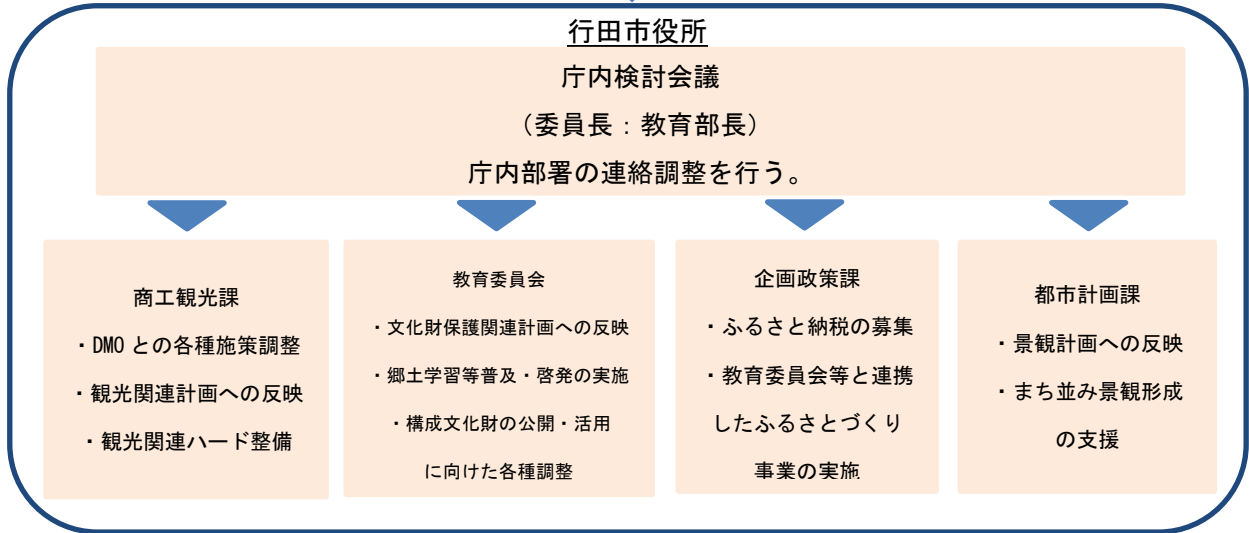 行田市役所
庁内検討会議
（委員長：教育部長）
庁内部署の連絡調整を行う。
商工観光課
・DMO との各種施策調整
・観光関連計画への反映
・観光関連ハード整備
教育委員会
・文化財保護関連計画への反映
・郷土学習等普及・啓発の実施
・構成文化財の公開・活用
に向けた各種調整
企画政策課
・ふるさと納税の募集
・教育委員会等と連携
したふるさとづくり
事業の実施
都市計画課
・景観計画への反映
・まち並み景観形成
の支援